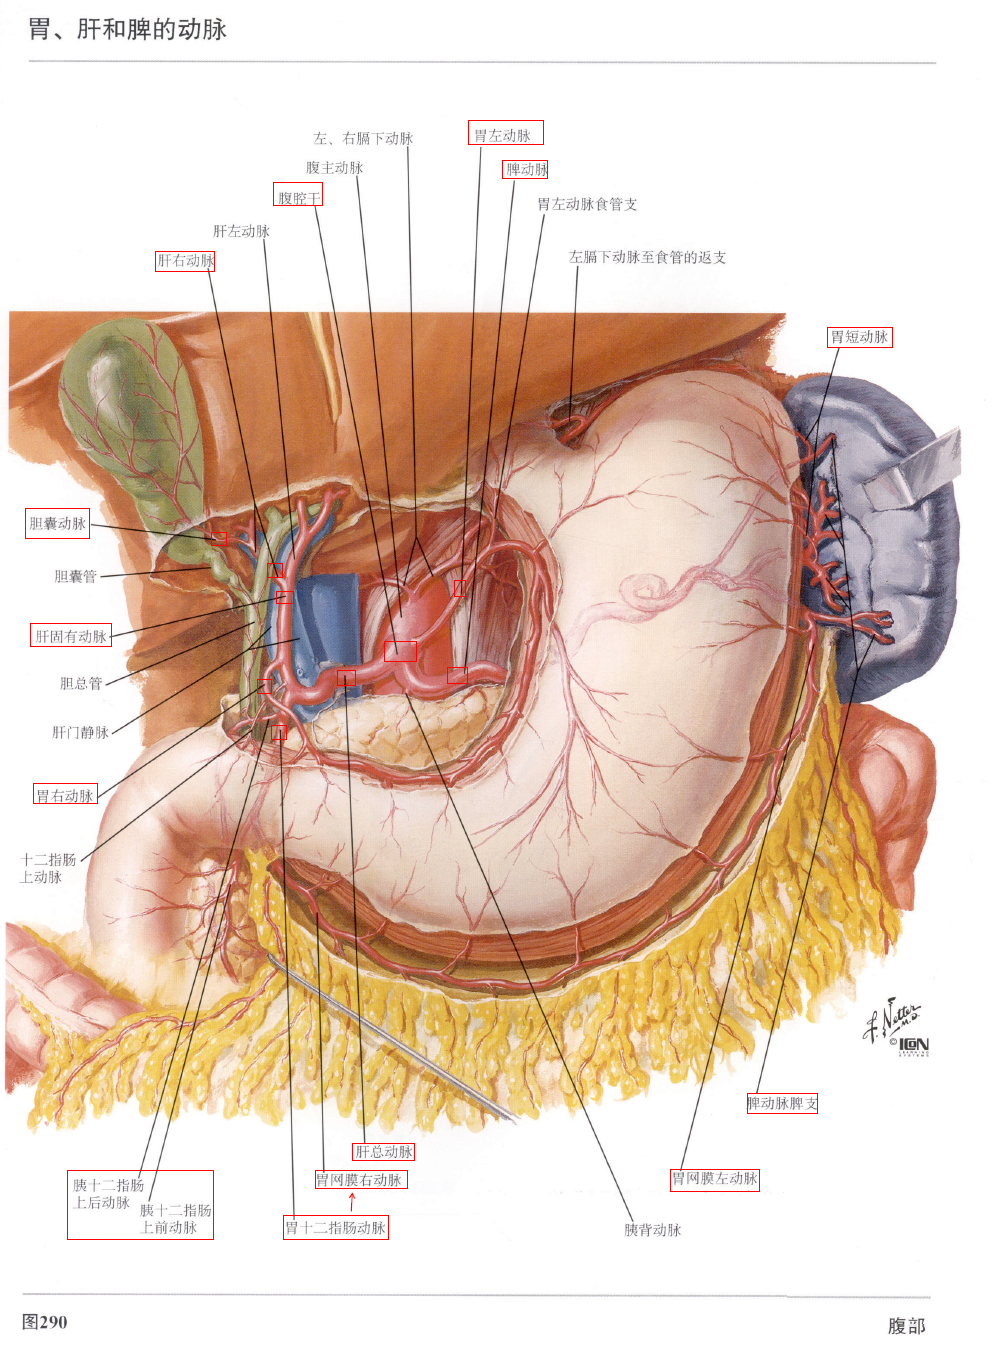 胃、肝和脾的动脉
左、右膈下动脉
胃左动脉
腹主动脉
脾动脉
腹腔干
胃左动脉食管支
肝左动脉
左膈下动脉至食管的返支
肝右动脉
胃短动脉
胆囊动脉
胆囊管
肝固有动脉
胆总管
肝门静脉
胃右动脉
十二指肠
上动脉
F. Netter
M.D.
© ICON
LEARNING
SYSTEMS
脾动脉脾支
肝总动脉
胃网膜右动脉
胃网膜左动脉
胰十二指肠
上后动脉
胰十二指肠
上前动脉
胃十二指肠动脉
胰背动脉
图290
腹部